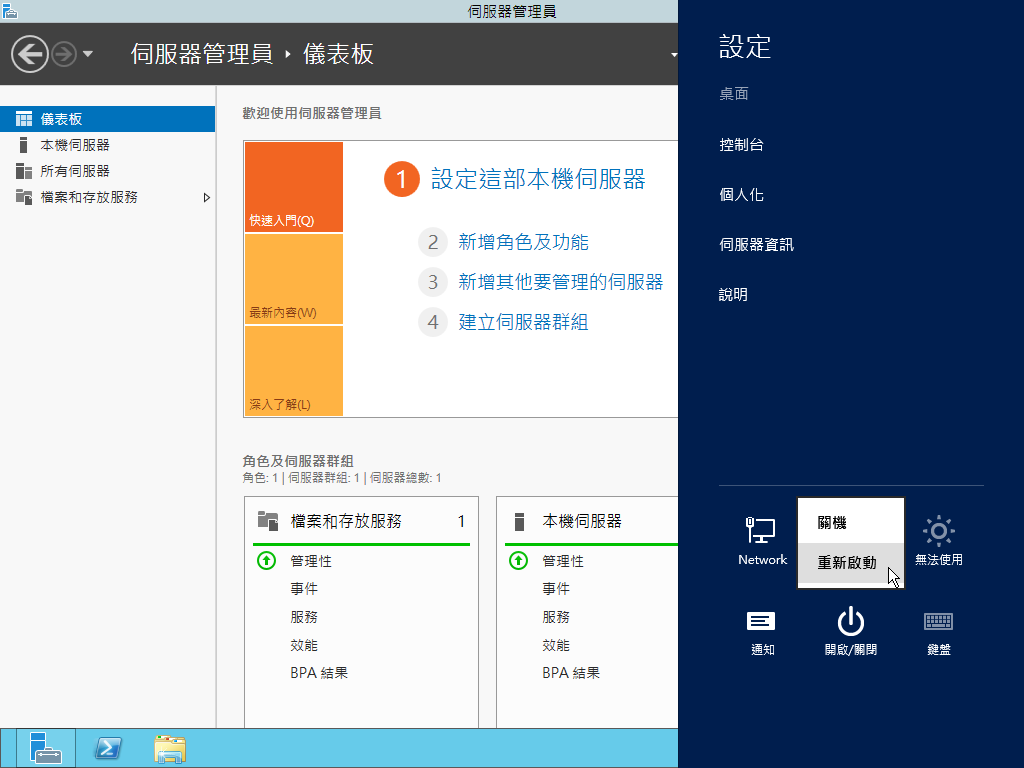 伺服器管理員
伺服器管理員 ‣ 儀表板
儀表板
本機伺服器
所有伺服器
檔案和存放服務
歡迎使用伺服器管理員
快速入門(Q)
最新內容(W)
深入了解(L)
1 設定這部本機伺服器
2 新增角色及功能
3 新增其他要管理的伺服器
4 建立伺服器群組
角色及伺服器群組
角色: 1 | 伺服器群組: 1 | 伺服器總數: 1
檔案和存放服務 1
管理性
事件
服務
效能
BPA 結果
本機伺服器
管理性
事件
服務
效能
BPA 結果
設定
桌面
控制台
個人化
伺服器資訊
說明
Network
關機
重新啟動
無法使用
通知
開啟/關閉
鍵盤